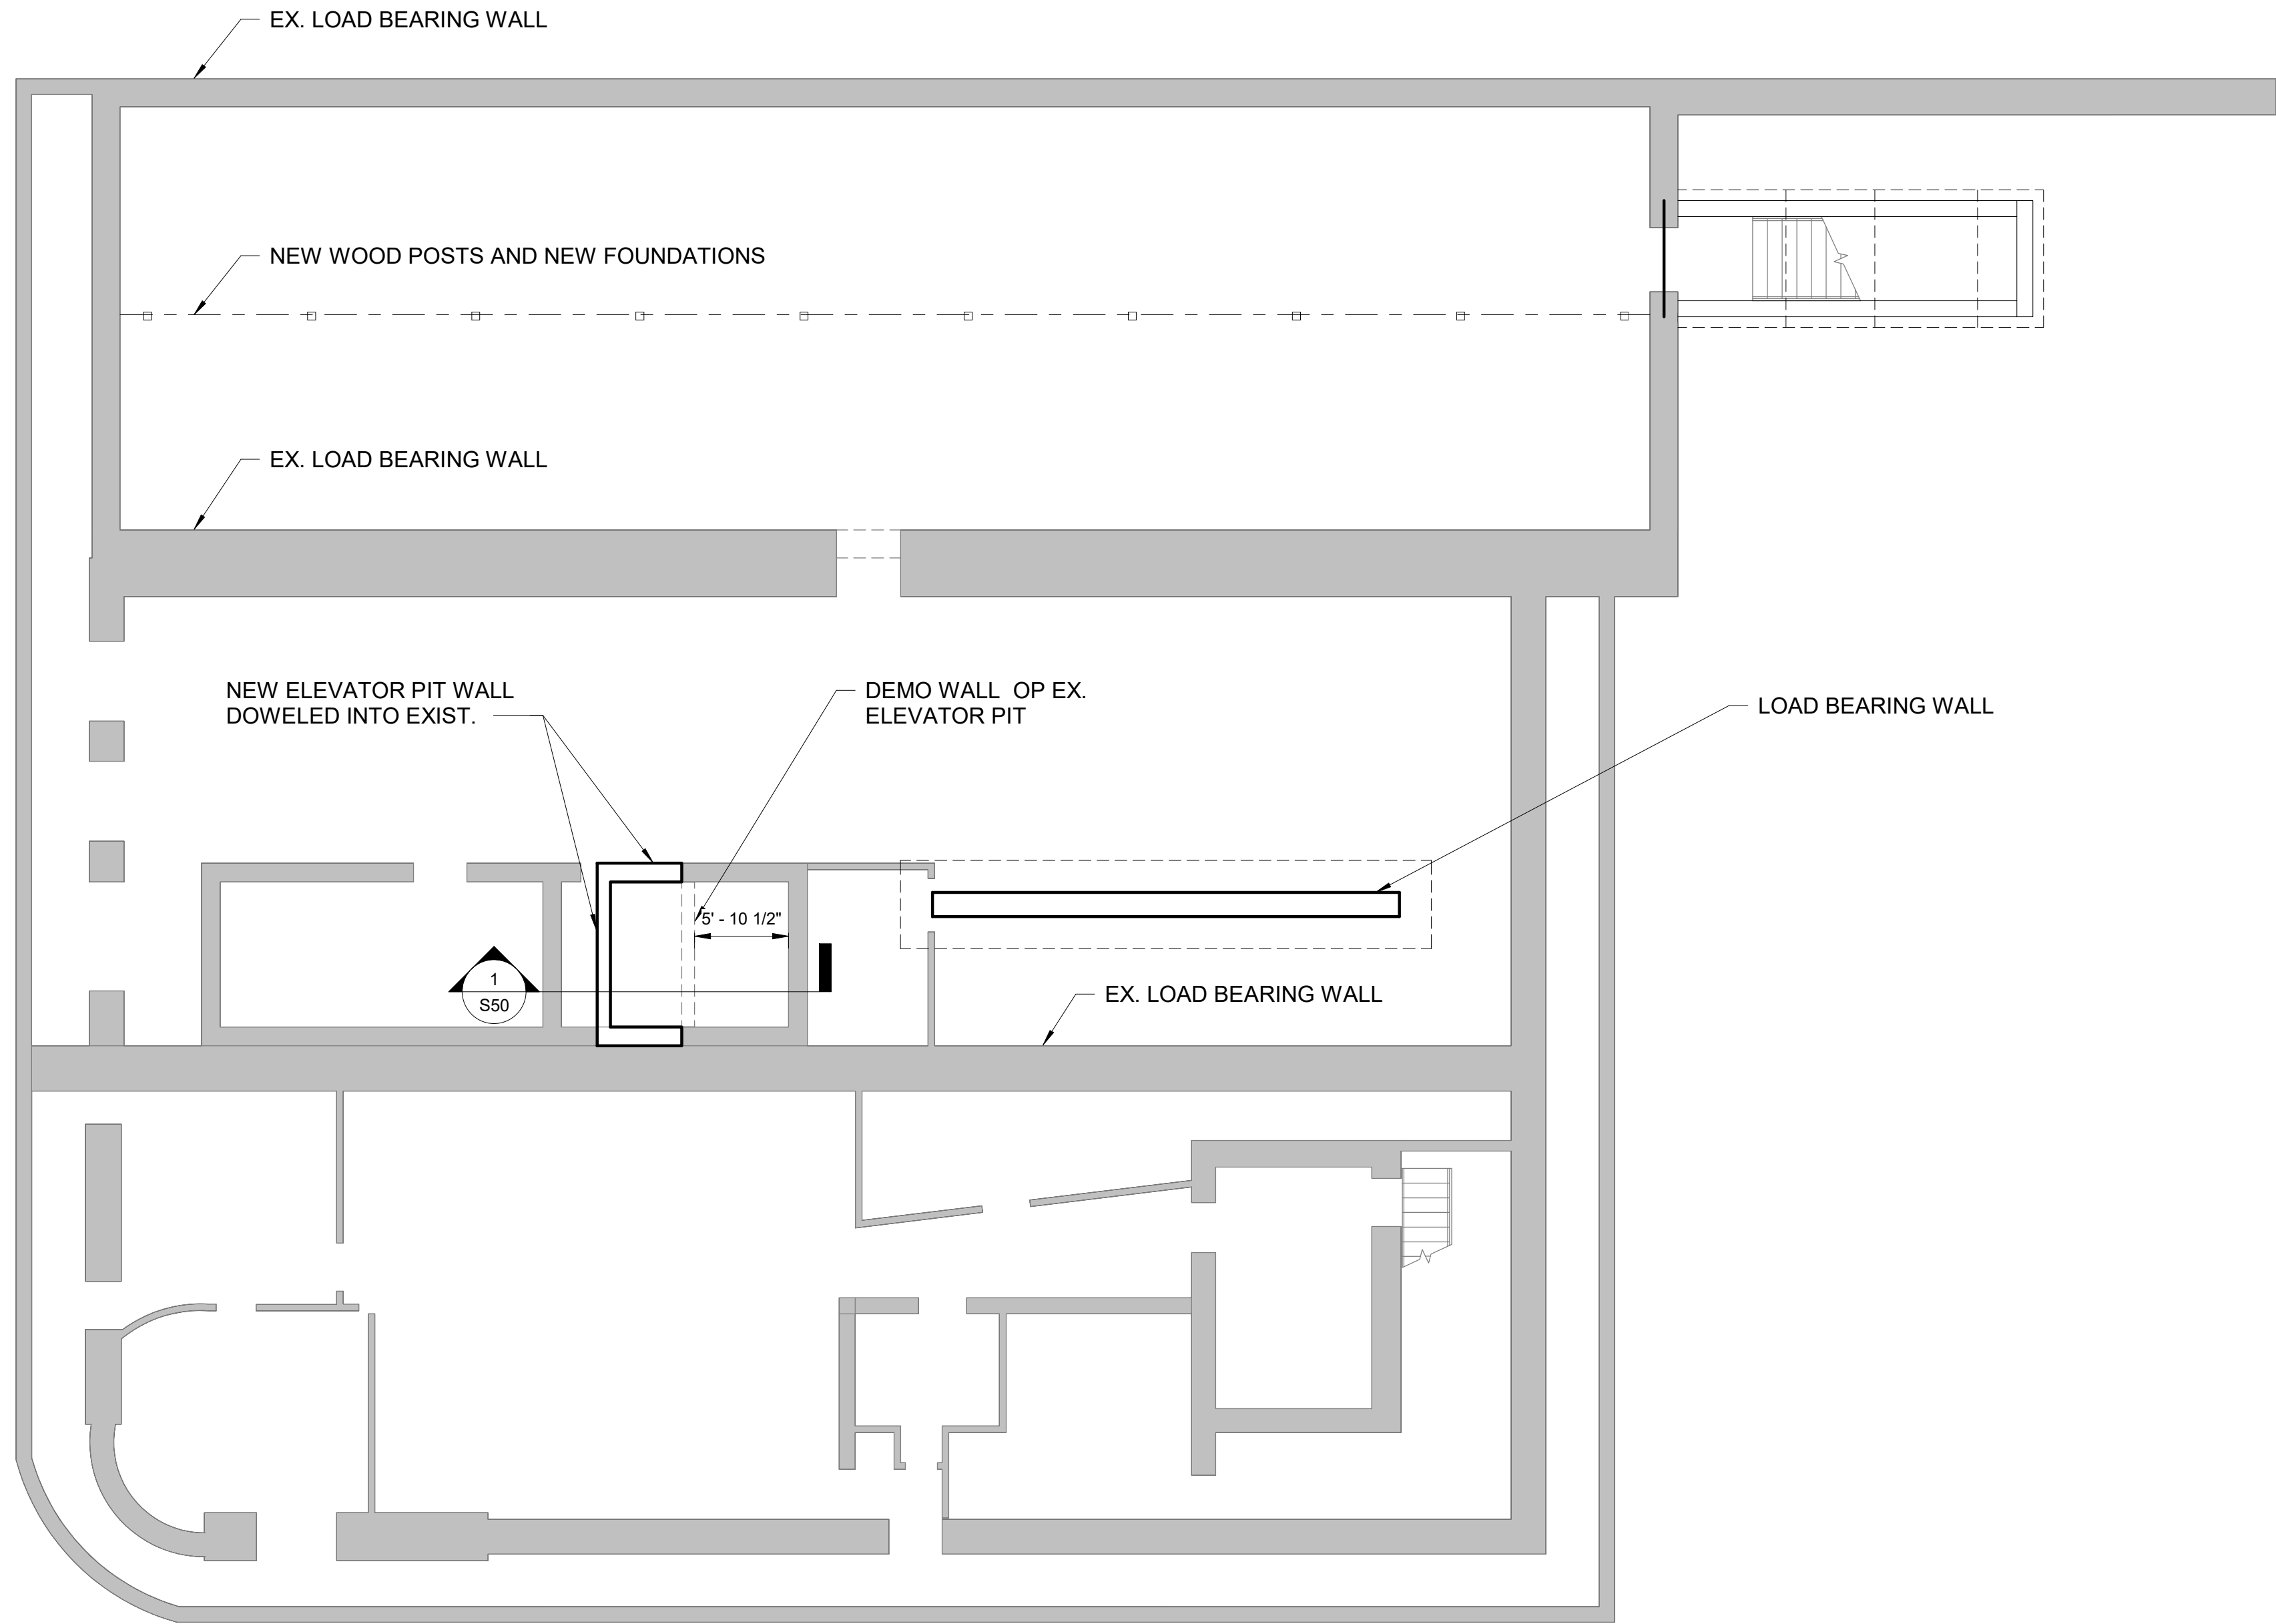 EX. LOAD BEARING WALL
NEW WOOD POSTS AND NEW FOUNDATIONS
EX. LOAD BEARING WALL
NEW ELEVATOR PIT WALL
DOWELED INTO EXIST.
DEMO WALL OP EX.
ELEVATOR PIT
LOAD BEARING WALL
5' - 10 1/2"
1
S50
EX. LOAD BEARING WALL